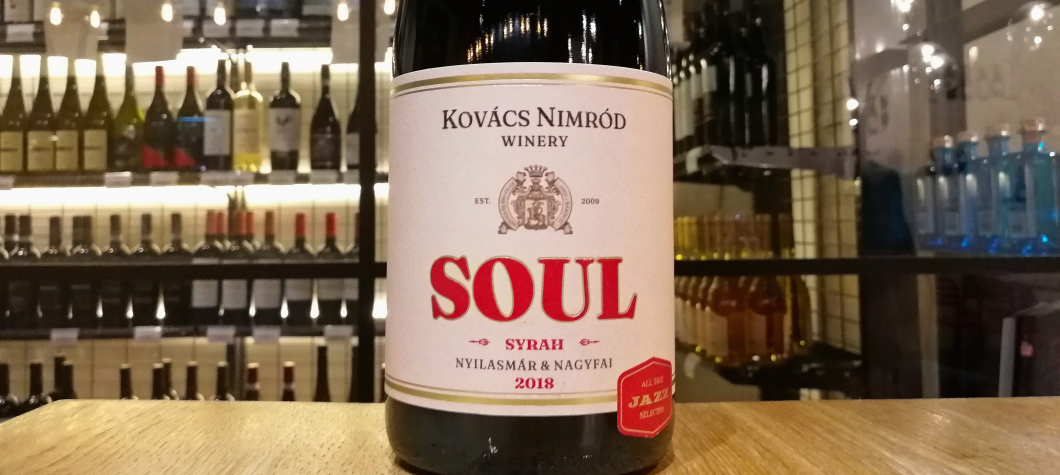 KOVÁCS NIMRÓD
WINERY
EST. 2009
SOUL
SYRAH
NYILASMÁR & NAGYFAI
2018
ALL THAT
JAZZ
SELECTION